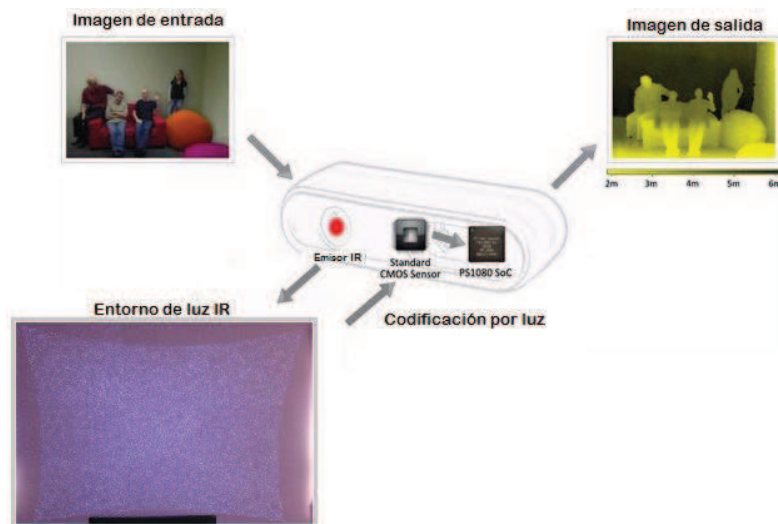 Imagen de entrada
Imagen de salida
2m 3m 4m 5m 6m
Emisor IR
Standard
CMOS Sensor
PS1080 SoC
Entorno de luz IR
Codificación por luz